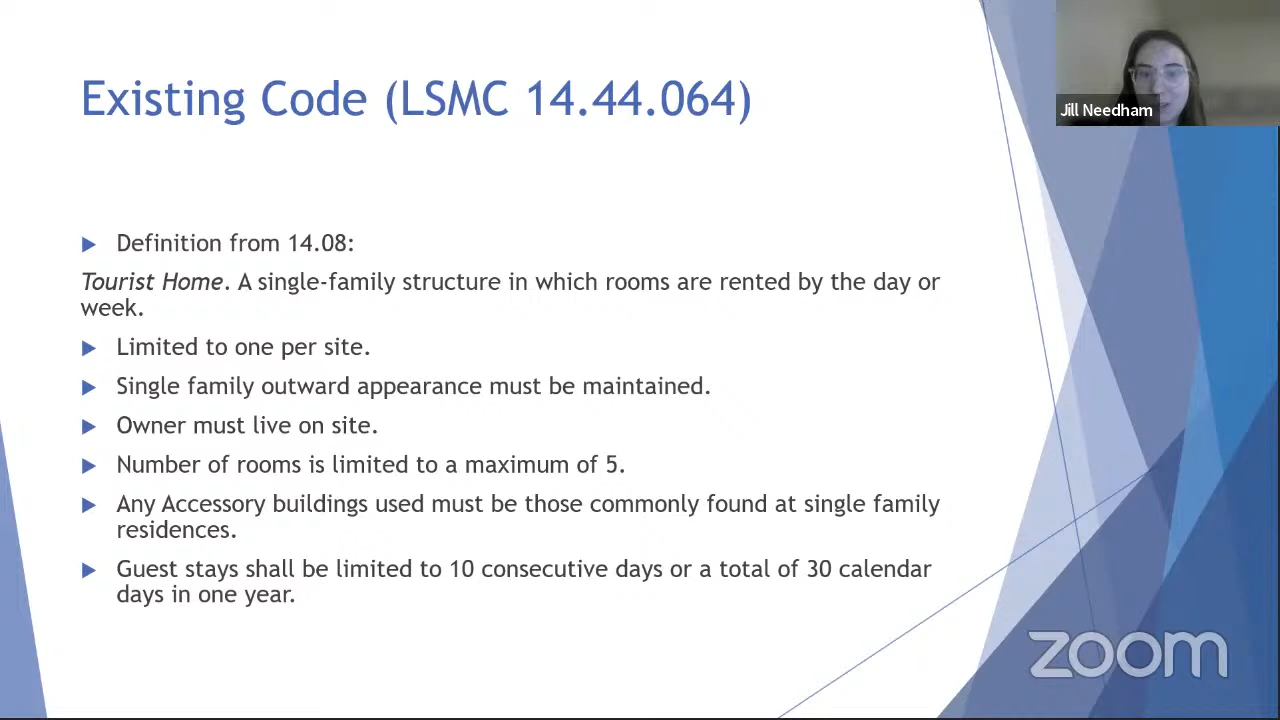 Existing Code (LSMC 14.44.064)
Jill Needham
Definition from 14.08:
Tourist Home. A single-family structure in which rooms are rented by the day or
week.
Limited to one per site.
Single family outward appearance must be maintained.
Owner must live on site.
Number of rooms is limited to a maximum of 5.
Any Accessory buildings used must be those commonly found at single family
residences.
Guest stays shall be limited to 10 consecutive days or a total of 30 calendar
days in one year.
zoom